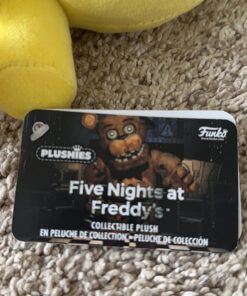 PLUSHIES
Funko
Five Nights at
Freddy's
COLLECTIBLE PLUSH
EN PELUCHE DE COLLECTION • PELUCHE DE COLECCIÓN